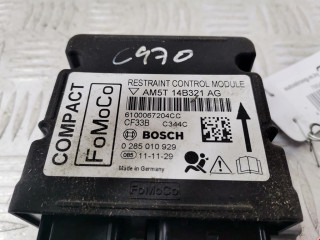 C970
RESTRAINT CONTROL MODULE
AM5T 14B321 AG
COMPACT
FoMoCo
6100067204CC
CF33B C344C
BOSCH
0 285 010 929
085 11-11-29
Made in Germany
FoMoCo